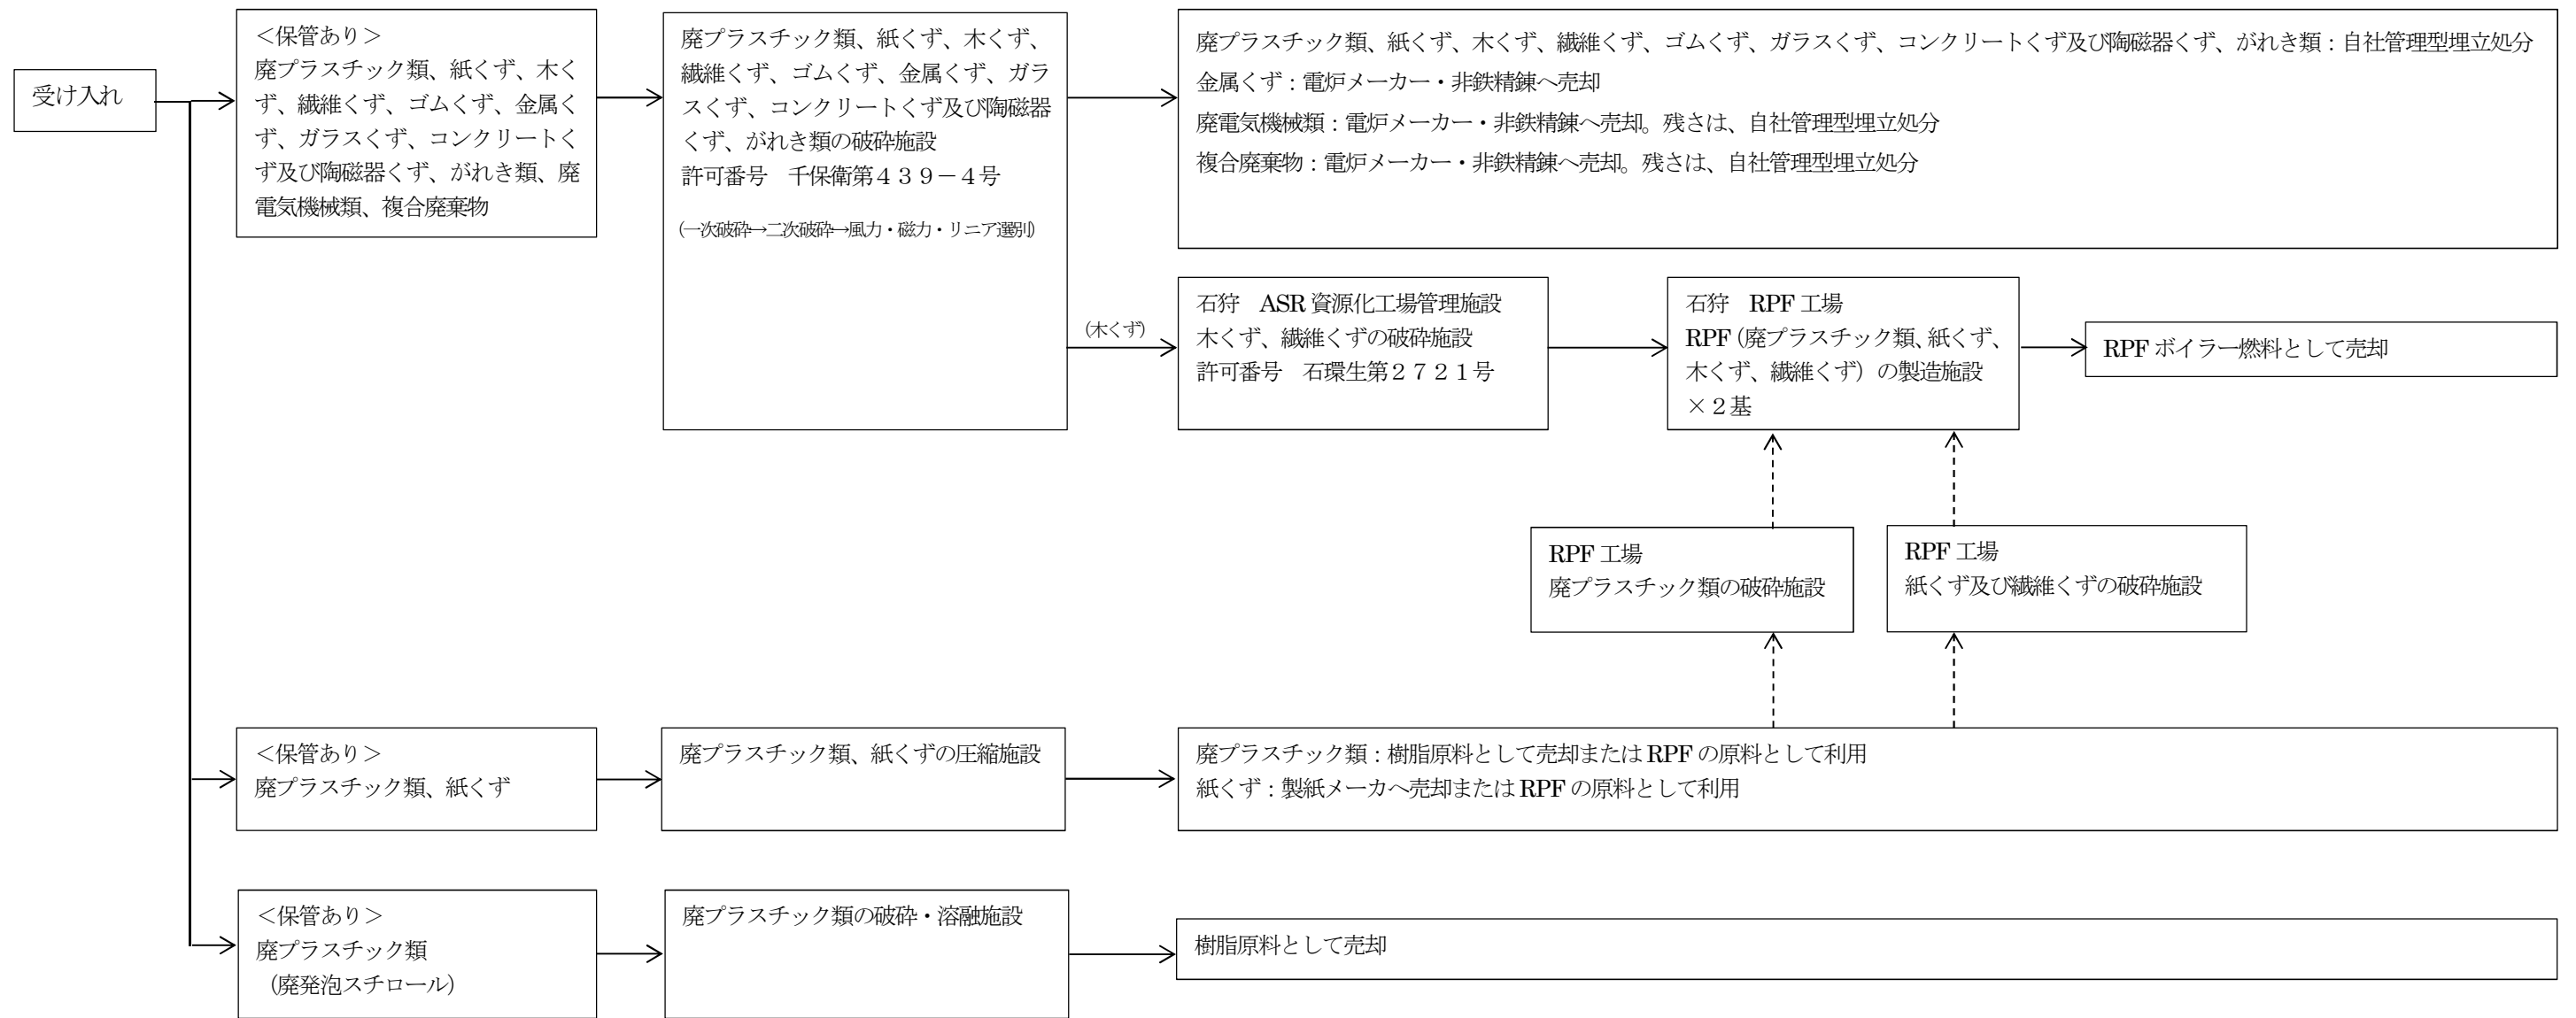 受け入れ
＜保管あり＞
廃プラスチック類、紙くず、木く
ず、繊維くず、ゴムくず、金属く
ず、ガラスくず、コンクリートく
ず及び陶磁器くず、がれき類、廃
電気機械類、複合廃棄物
廃プラスチック類、紙くず、木くず、
繊維くず、ゴムくず、金属くず、ガラ
スくず、コンクリートくず及び陶磁器
くず、がれき類の破砕施設
許可番号　千保衛第４３９－４号
（一次破砕→二次破砕→風力・磁力・リニア選別）
廃プラスチック類、紙くず、木くず、繊維くず、ゴムくず、ガラスくず、コンクリートくず及び陶磁器くず、がれき類：自社管理型埋立処分
金属くず：電炉メーカー・非鉄精錬へ売却
廃電気機械類：電炉メーカー・非鉄精錬へ売却。残さは、自社管理型埋立処分
複合廃棄物：電炉メーカー・非鉄精錬へ売却。残さは、自社管理型埋立処分
（木くず）
石狩　ASR 資源化工場管理施設
木くず、繊維くずの破砕施設
許可番号　石環生第２７２１号
石狩　RPF 工場
RPF（廃プラスチック類、紙くず、
木くず、繊維くず）の製造施設
×２基
RPF ボイラー燃料として売却
RPF 工場
廃プラスチック類の破砕施設
RPF 工場
紙くず及び繊維くずの破砕施設
＜保管あり＞
廃プラスチック類、紙くず
廃プラスチック類、紙くずの圧縮施設
廃プラスチック類：樹脂原料として売却または RPF の原料として利用
紙くず：製紙メーカへ売却または RPF の原料として利用
＜保管あり＞
廃プラスチック類
（廃発泡スチロール）
廃プラスチック類の破砕・溶融施設
樹脂原料として売却